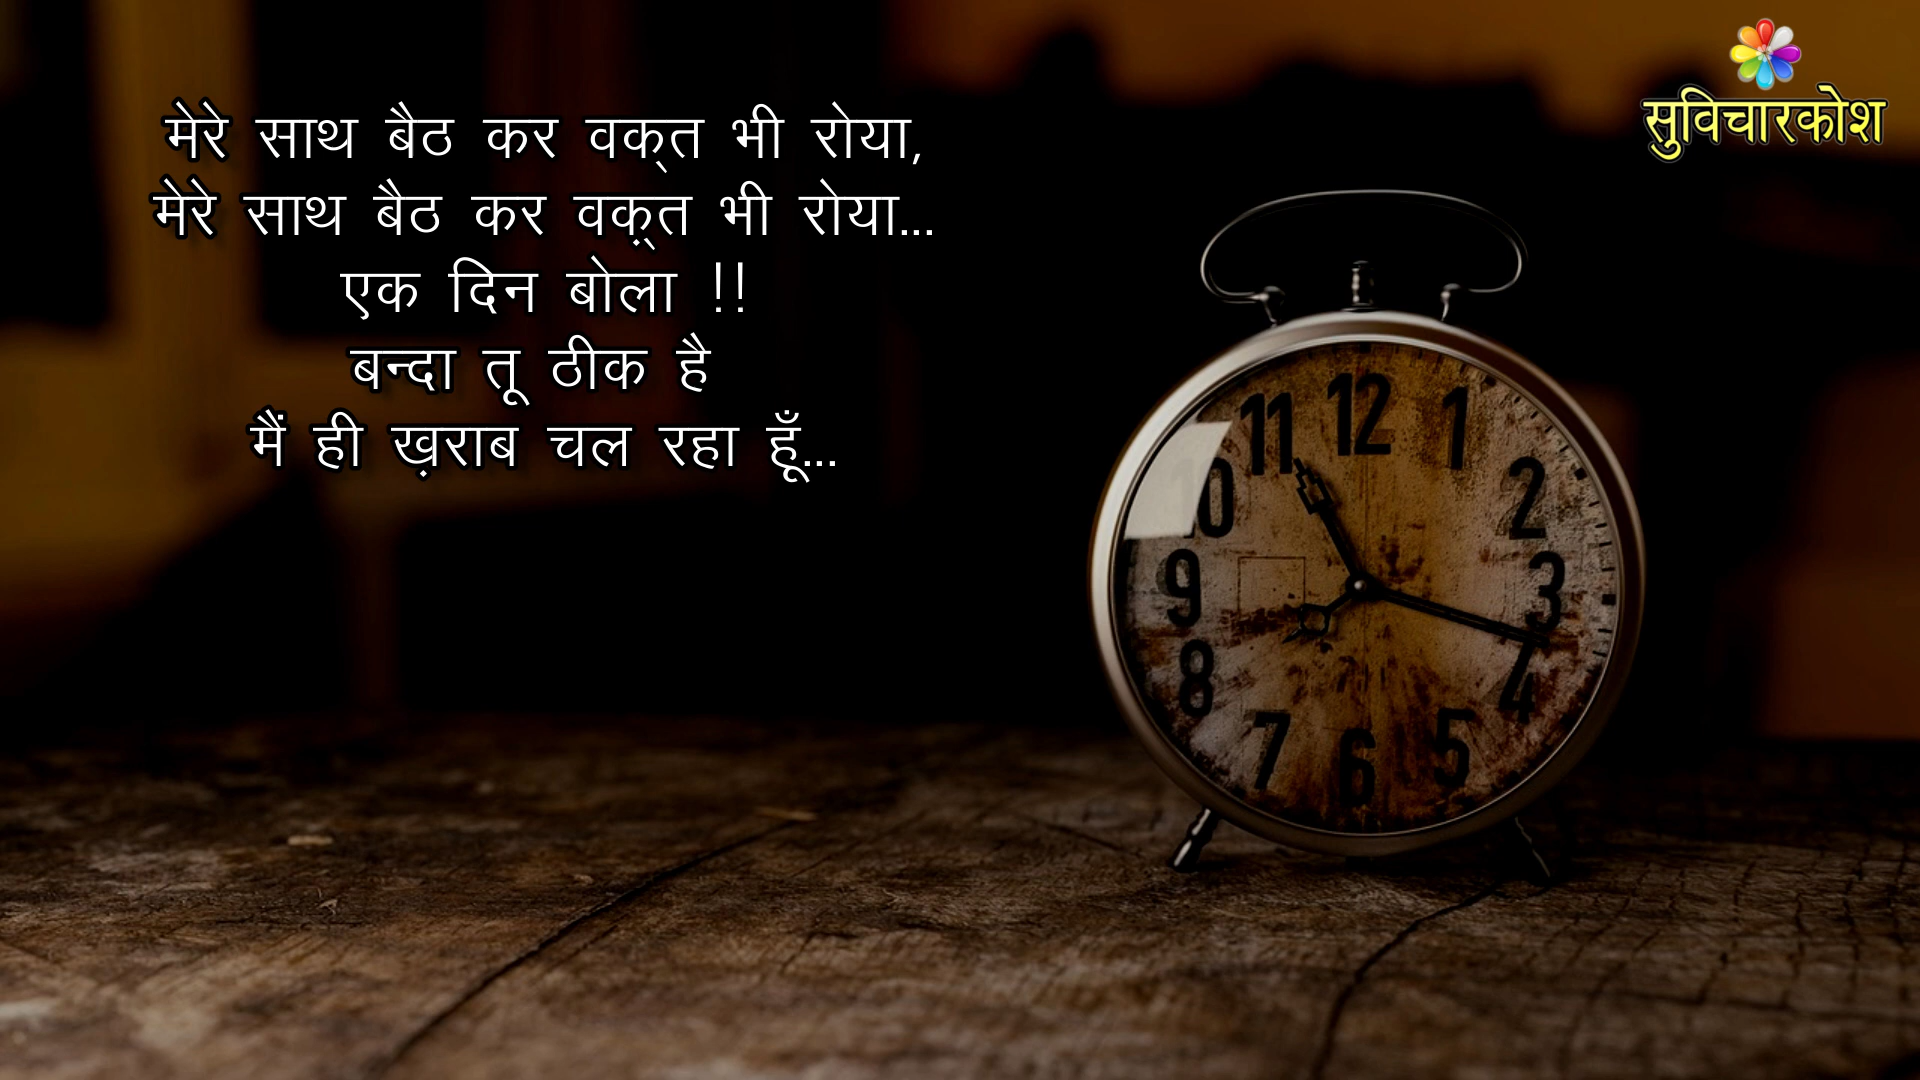 मेरे साथ बैठ कर वक्‌त भी रोया,
मेरे साथ बैठ कर वक़्‌त भी रोया...
एक दिन बोला !!
बन्दा तू ठीक है
मैं ही ख़राब चल रहा हूँ...
सुविचारकोश
11 12 1
10 2
9 3
8 4
7 6 5